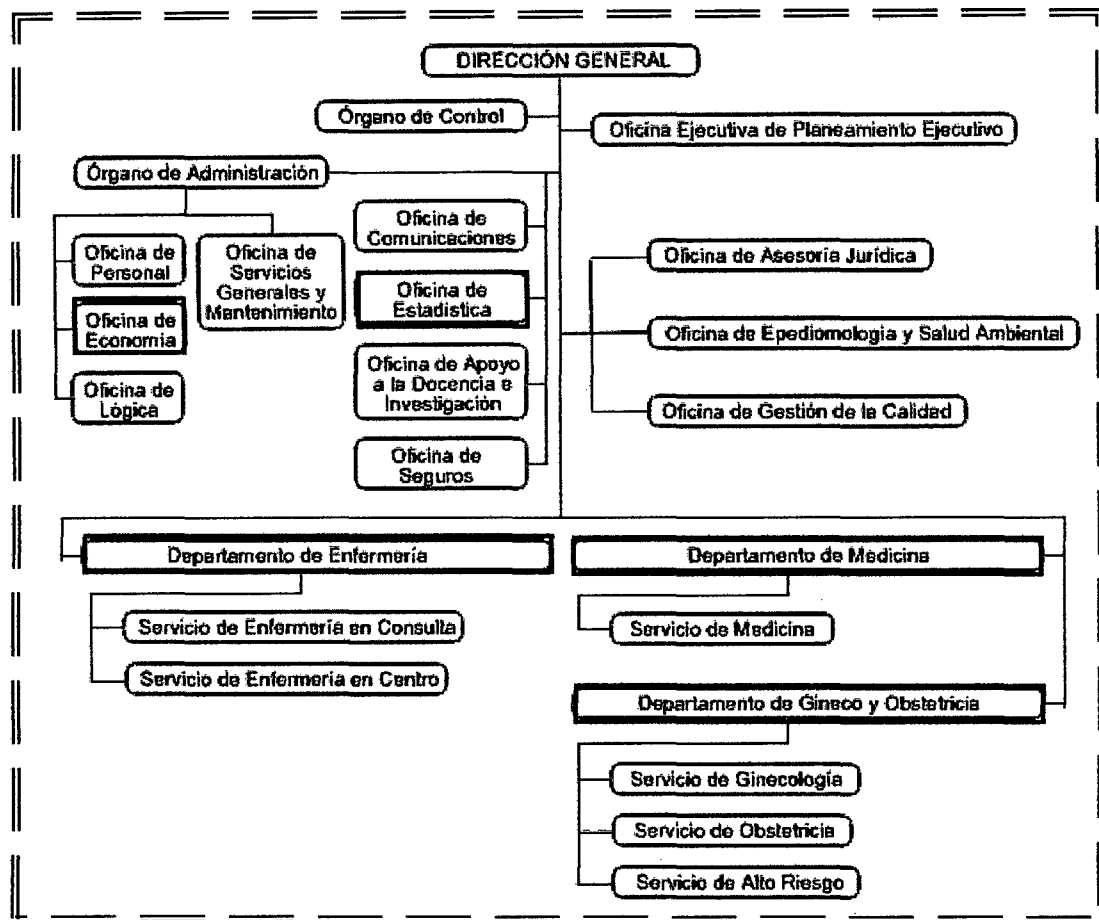 DIRECCIÓN GENERAL
Órgano de Control
Oficina Ejecutiva de Planeamiento Ejecutivo
Órgano de Administración
Oficina de
Comunicaciones
Oficina de
Personal
Oficina de
Servicios
Generales y
Mantenimiento
Oficina de Asesoría Jurídica
Oficina de
Estadística
Oficina de
Economía
Oficina de Epediomología y Salud Ambiental
Oficina de Apoyo
a la Docencia e
Investigación
Oficina de
Lógica
Oficina de Gestión de la Calidad
Oficina de
Seguros
Departamento de Enfermería
Servicio de Enfermería en Consulta
Servicio de Enfermería en Centro
Departamento de Medicina
Servicio de Medicina
Departamento de Gineco y Obstetricia
Servicio de Ginecología
Servicio de Obstetricia
Servicio de Alto Riesgo